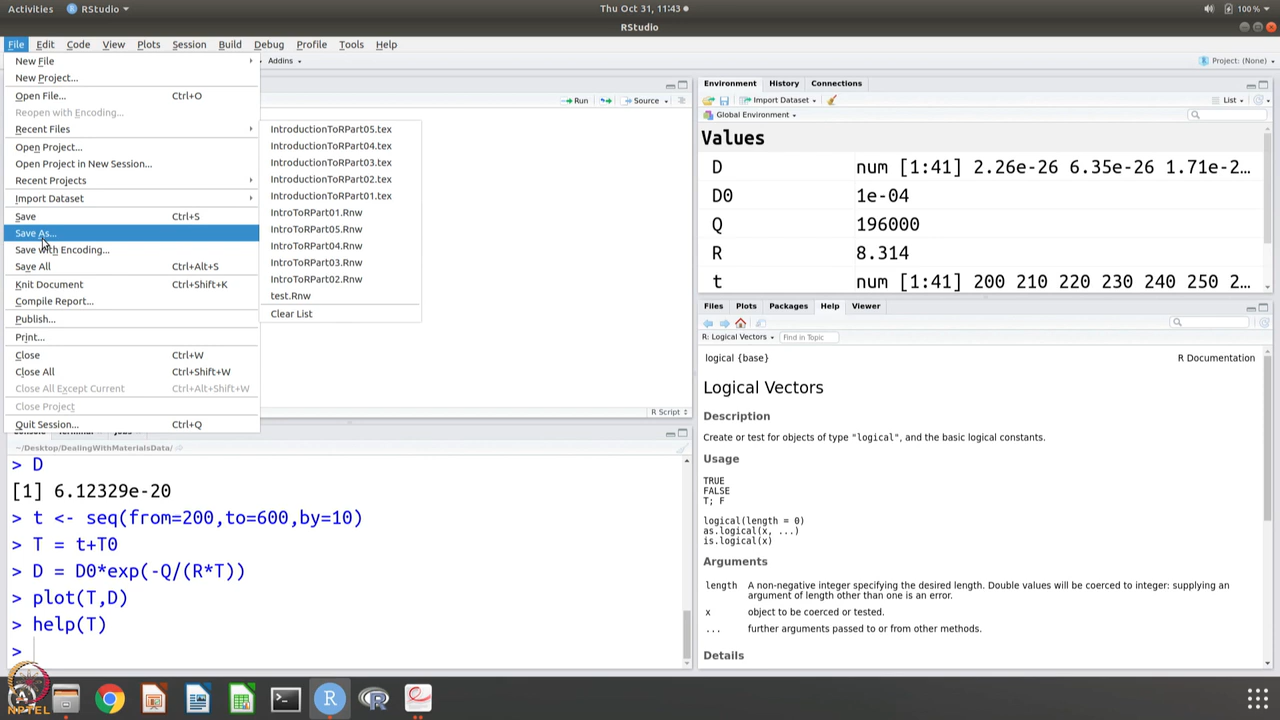 Activities
RStudio
Thu Oct 31, 11:43
100 %
RStudio
File Edit Code View Plots Session Build Debug Profile Tools Help
Addins
Project: (None)
New File
New Project...
Open File... Ctrl+O
Reopen with Encoding...
Recent Files
Open Project...
Open Project in New Session...
Recent Projects
Import Dataset
Save Ctrl+S
Save As...
Save with Encoding...
Save All Ctrl+Alt+S
Knit Document Ctrl+Shift+K
Compile Report...
Publish...
Print...
Close Ctrl+W
Close All Ctrl+Shift+W
Close All Except Current Ctrl+Alt+Shift+W
Close Project
Quit Session... Ctrl+Q
IntroductionToRPart05.tex
IntroductionToRPart04.tex
IntroductionToRPart03.tex
IntroductionToRPart02.tex
IntroductionToRPart01.tex
IntroToRPart01.Rnw
IntroToRPart05.Rnw
IntroToRPart04.Rnw
IntroToRPart03.Rnw
IntroToRPart02.Rnw
test.Rnw
Clear List
Run Source
R Script
~/Desktop/DealingWithMaterialsData/
> D
[1] 6.12329e-20
> t <- seq(from=200,to=600,by=10)
> T = t+T0
> D = D0*exp(-Q/(R*T))
> plot(T,D)
> help(T)
>
Environment History Connections
Import Dataset List
Global Environment
Values
D num [1:41] 2.26e-26 6.35e-26 1.71e-2...
D0 1e-04
Q 196000
R 8.314
t num [1:41] 200 210 220 230 240 250 2...
Files Plots Packages Help Viewer
R: Logical Vectors Find in Topic
logical {base} R Documentation
Logical Vectors
Description
Create or test for objects of type "logical", and the basic logical constants.
Usage
TRUE
FALSE
T; F
logical(length = 0)
as.logical(x, ...)
is.logical(x)
Arguments
length A non-negative integer specifying the desired length. Double values will be coerced to integer: supplying an
argument of length other than one is an error.
x object to be coerced or tested.
... further arguments passed to or from other methods.
Details
NPTEL